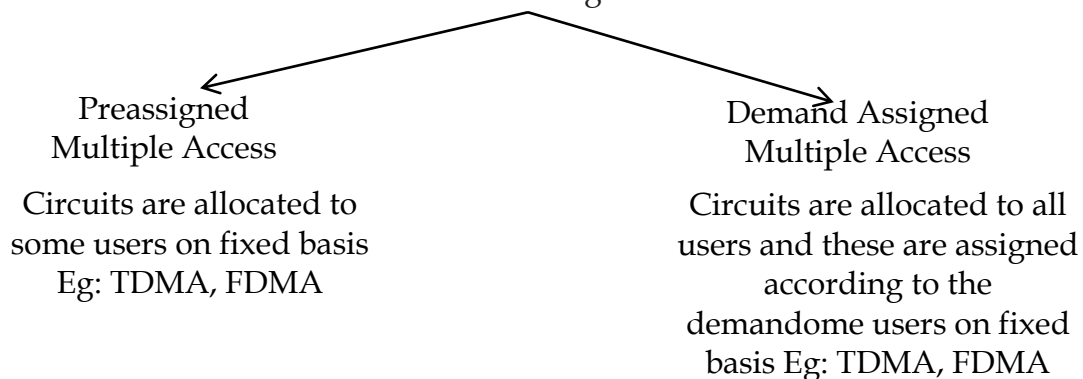 Preassigned
Multiple Access
Circuits are allocated to
some users on fixed basis
Eg: TDMA, FDMA
Demand Assigned
Multiple Access
Circuits are allocated to all
users and these are assigned
according to the
demandome users on fixed
basis Eg: TDMA, FDMA